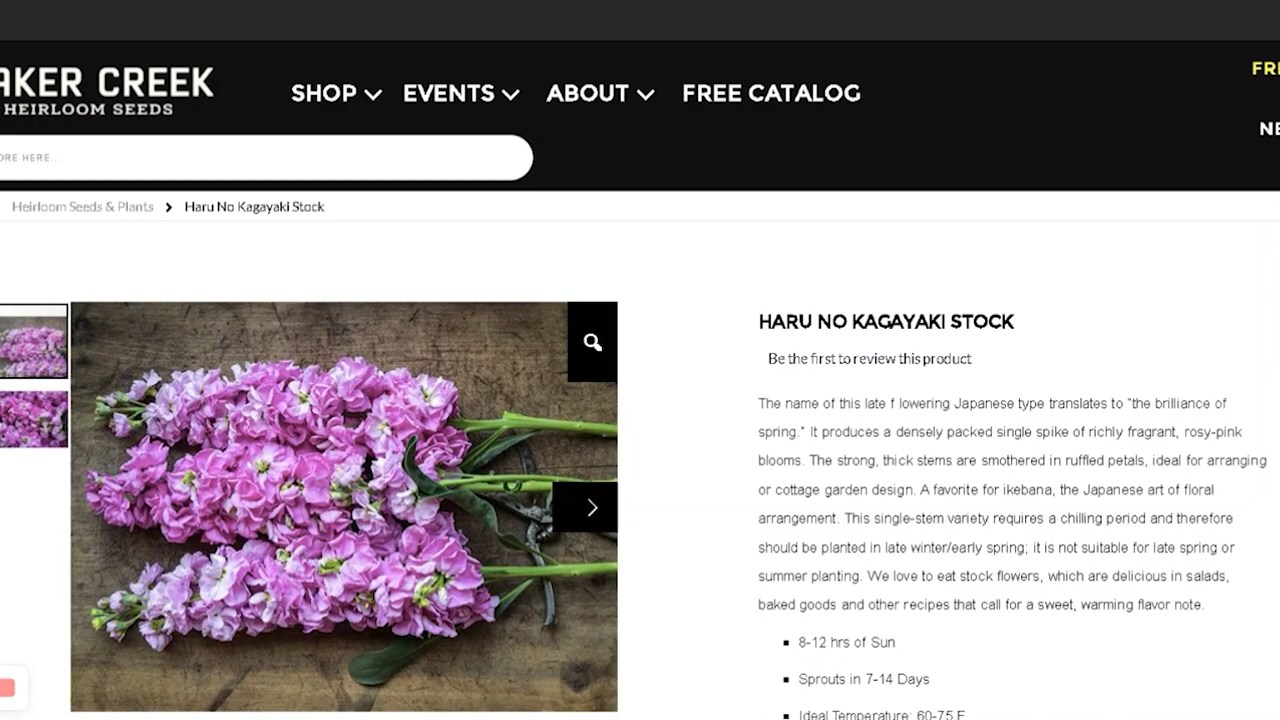 AKER CREEK
HEIRLOOM SEEDS
SHOP EVENTS ABOUT FREE CATALOG
FRE
NE
ORE HERE...
Heirloom Seeds & Plants > Haru No Kagayaki Stock
HARU NO KAGAYAKI STOCK
Be the first to review this product
The name of this late f lowering Japanese type translates to "the brilliance of
spring." It produces a densely packed single spike of richly fragrant, rosy-pink
blooms. The strong, thick stems are smothered in ruffled petals, ideal for arranging
or cottage garden design. A favorite for ikebana, the Japanese art of floral
arrangement. This single-stem variety requires a chilling period and therefore
should be planted in late winter/early spring; it is not suitable for late spring or
summer planting. We love to eat stock flowers, which are delicious in salads,
baked goods and other recipes that call for a sweet, warming flavor note.
▪ 8-12 hrs of Sun
▪ Sprouts in 7-14 Days
▪ Ideal Temperature: 60-75 F